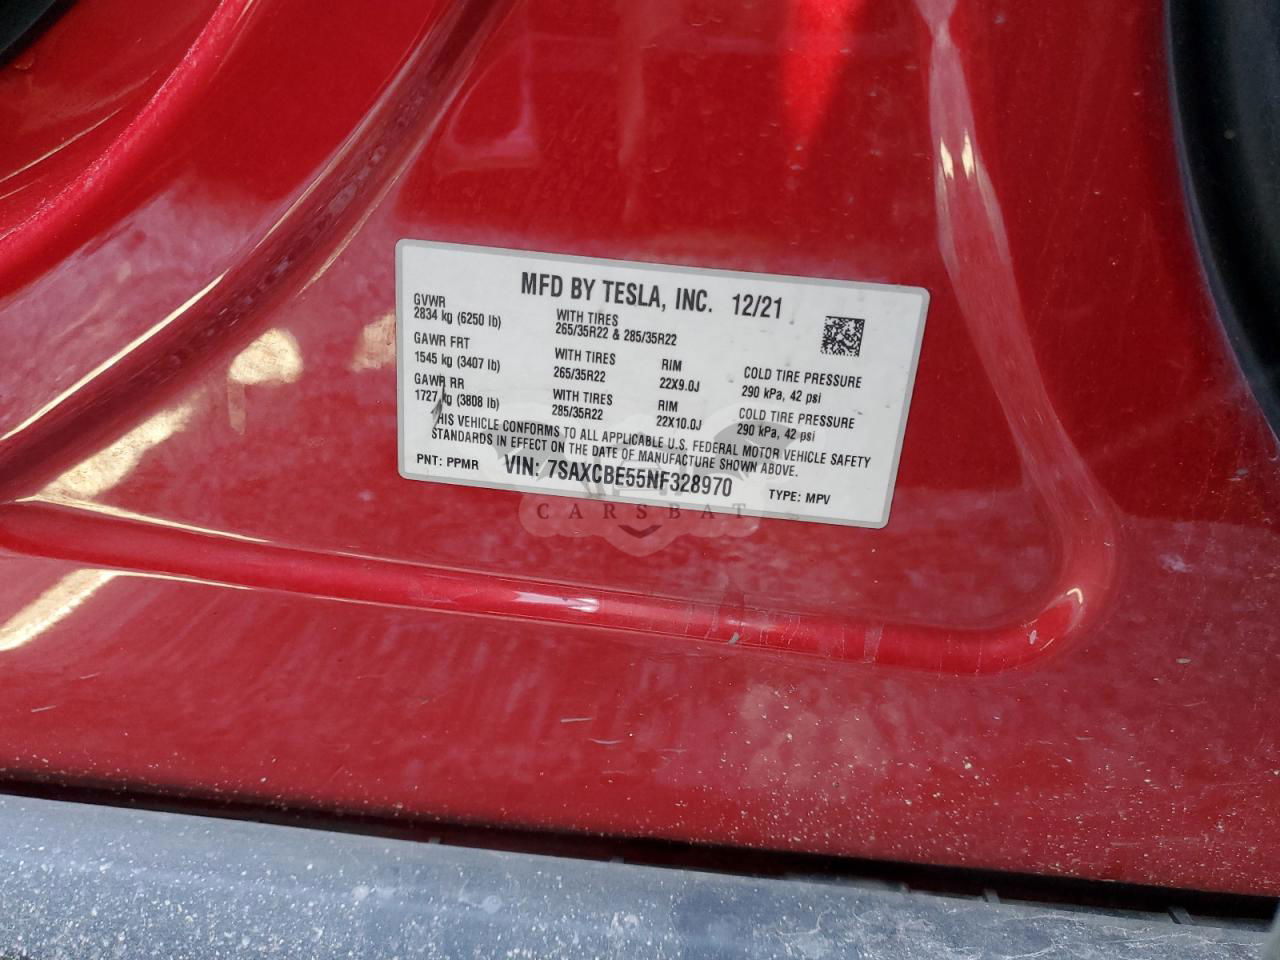 MFD BY TESLA, INC. 12/21
GVWR
2834 kg (6250 lb)
WITH TIRES
265/35R22 & 285/35R22
GAWR FRT
1545 kg (3407 lb)
WITH TIRES
265/35R22
RIM
22X9.0J
COLD TIRE PRESSURE
290 kPa, 42 psi
GAWR RR
1727 kg (3808 lb)
WITH TIRES
285/35R22
RIM
22X10.0J
COLD TIRE PRESSURE
290 kPa, 42 psi
THIS VEHICLE CONFORMS TO ALL APPLICABLE U.S. FEDERAL MOTOR VEHICLE SAFETY
STANDARDS IN EFFECT ON THE DATE OF MANUFACTURE SHOWN ABOVE.
PNT: PPMR VIN: 7SAXCBE55NF328970 TYPE: MPV
CARSBAT